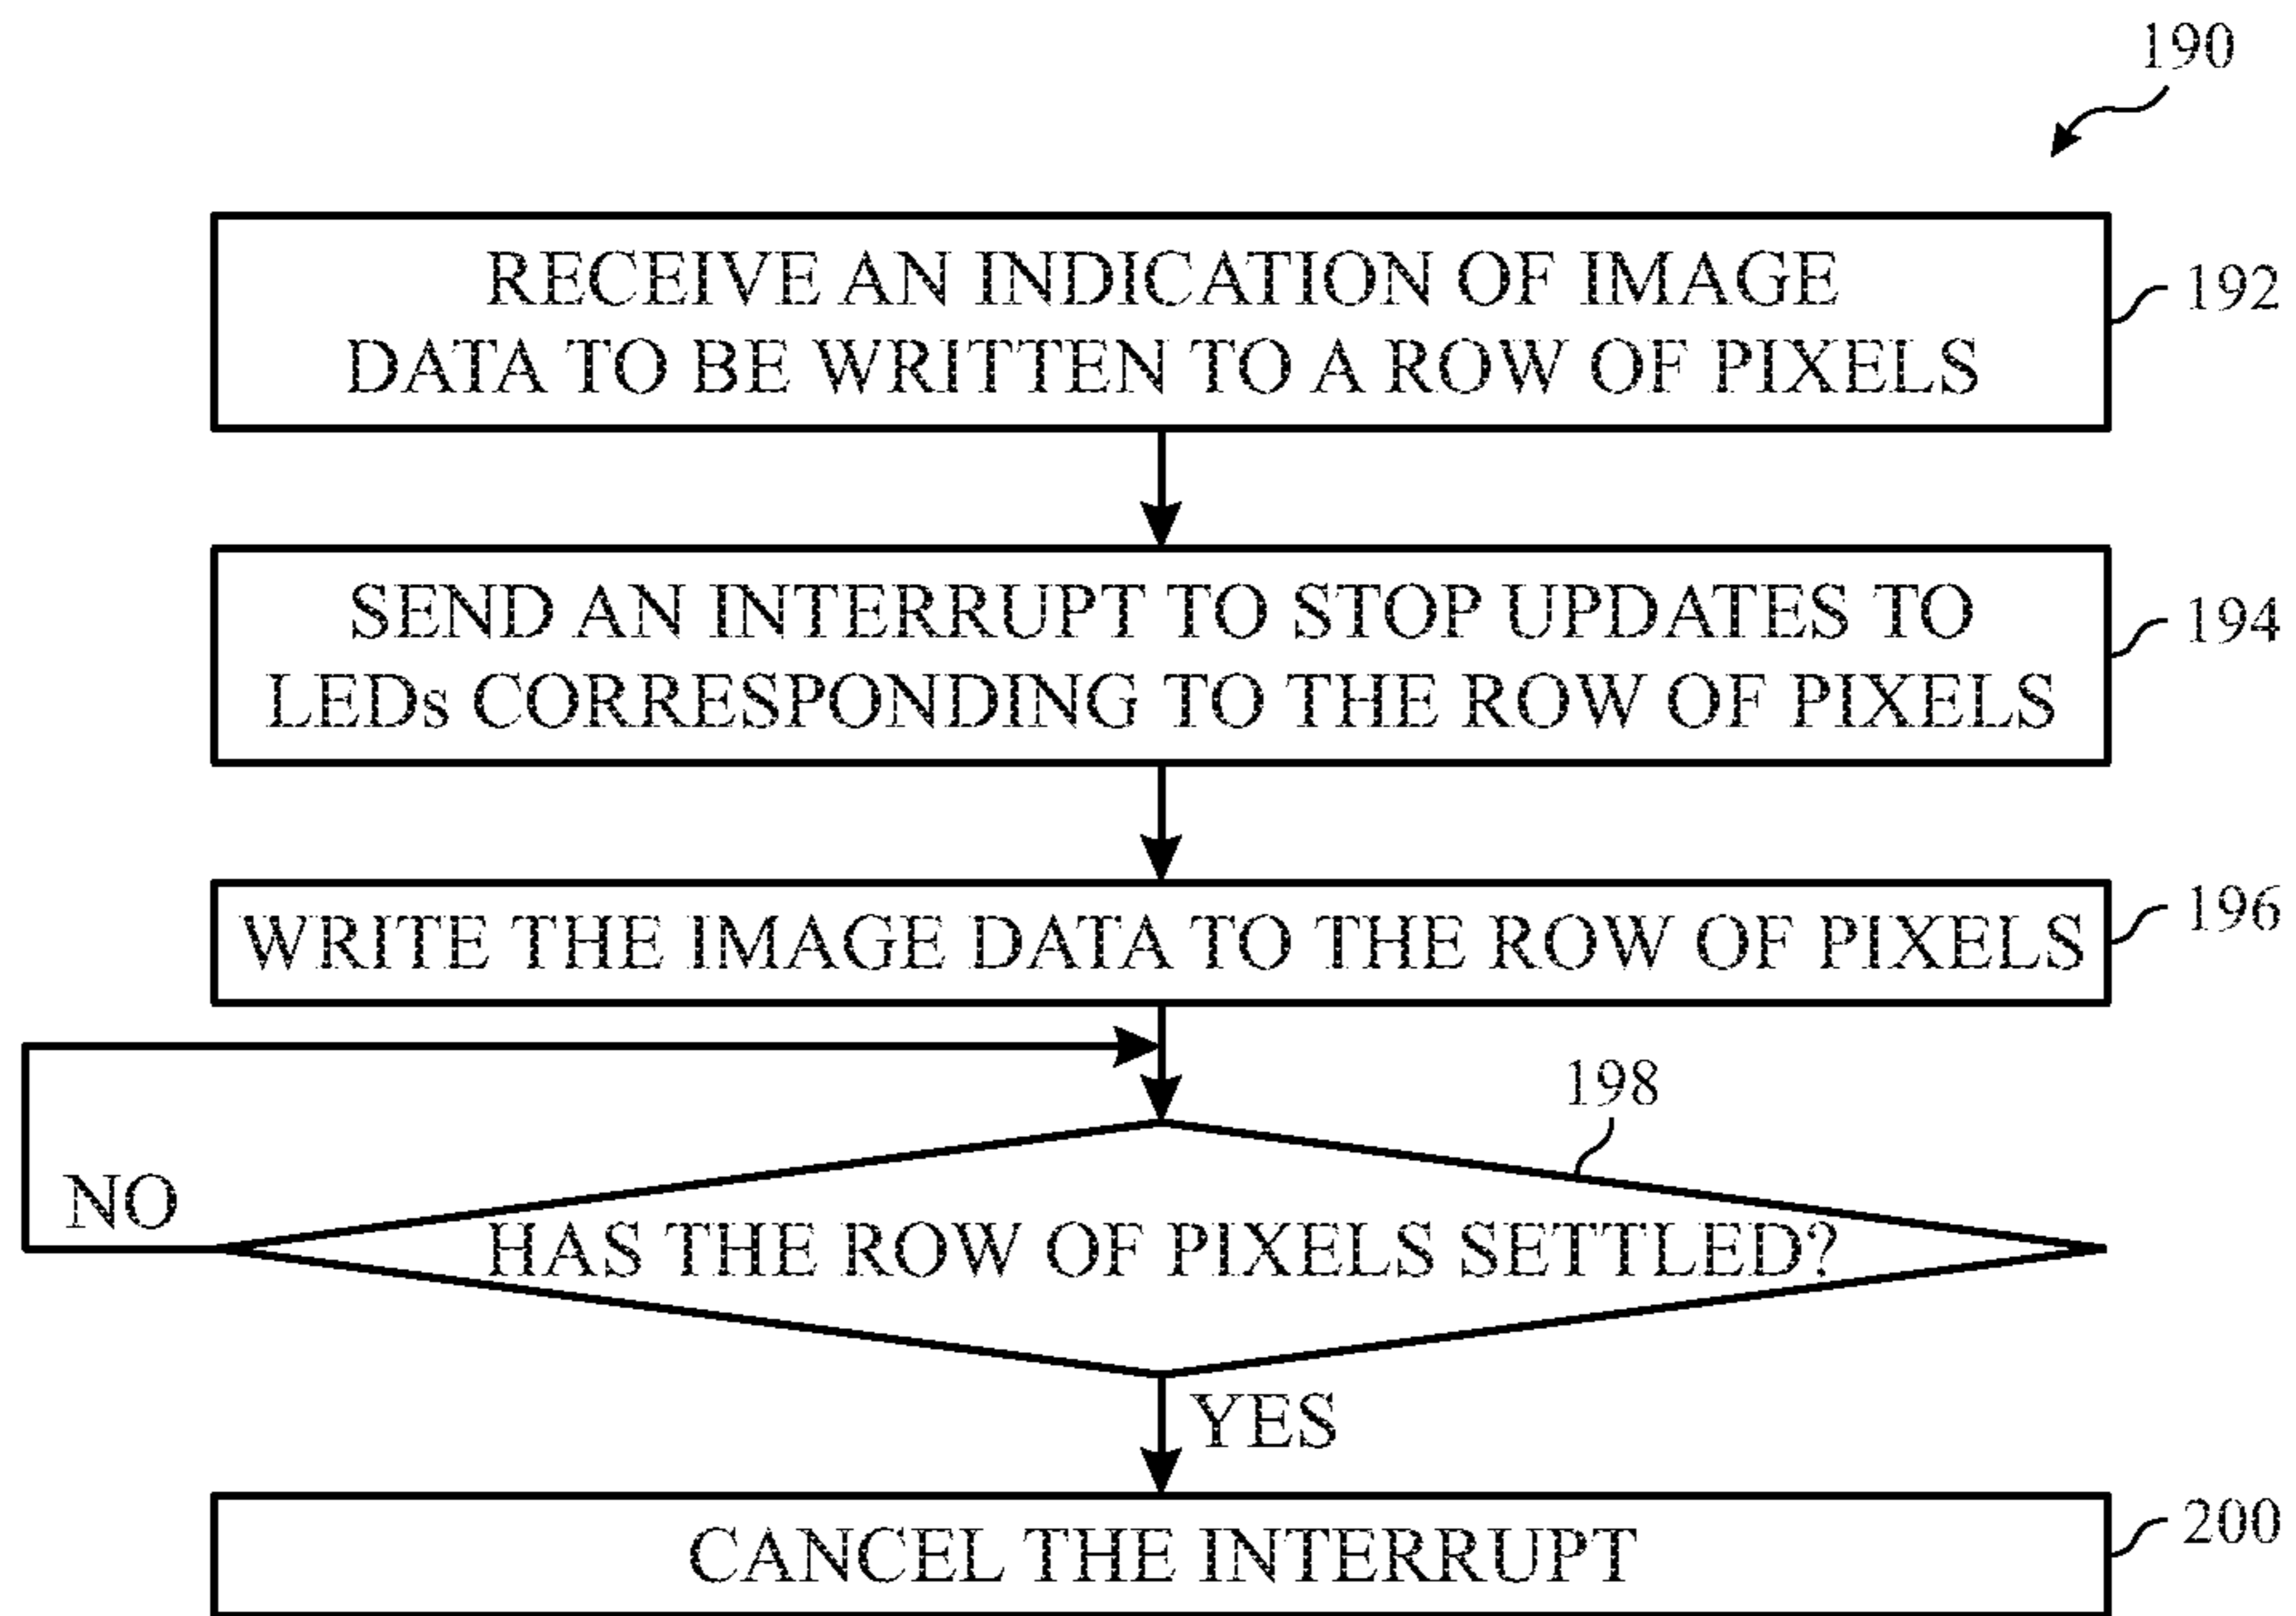 190
RECEIVE AN INDICATION OF IMAGE
DATA TO BE WRITTEN TO A ROW OF PIXELS
192
SEND AN INTERRUPT TO STOP UPDATES TO
LEDs CORRESPONDING TO THE ROW OF PIXELS
194
WRITE THE IMAGE DATA TO THE ROW OF PIXELS
196
198
NO
HAS THE ROW OF PIXELS SETTLED?
YES
CANCEL THE INTERRUPT
200